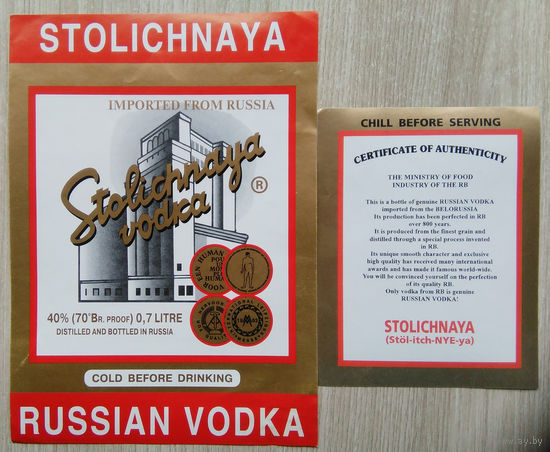 STOLICHNAYA
IMPORTED FROM RUSSIA
Stolichnaya
vodka
®
40% (70°BR. PROOF) 0,7 LITRE
DISTILLED AND BOTTLED IN RUSSIA
COLD BEFORE DRINKING
RUSSIAN VODKA
CHILL BEFORE SERVING
CERTIFICATE OF AUTHENTICITY
THE MINISTRY OF FOOD
INDUSTRY OF THE RB
This is a bottle of genuine RUSSIAN VODKA
imported from the BELORUSSIA
Its production has been perfected in RB
over 800 years.
It is produced from the finest grain and
distilled through a special process invented
in RB.
Its unique smooth character and exclusive
high quality has received many international
awards and has made it famous world-wide.
You will be convinced yourself on the perfection
of its quality RB.
Only vodka from RB is genuine
RUSSIAN VODKA!
STOLICHNAYA
(Stöl-itch-NYE-ya)